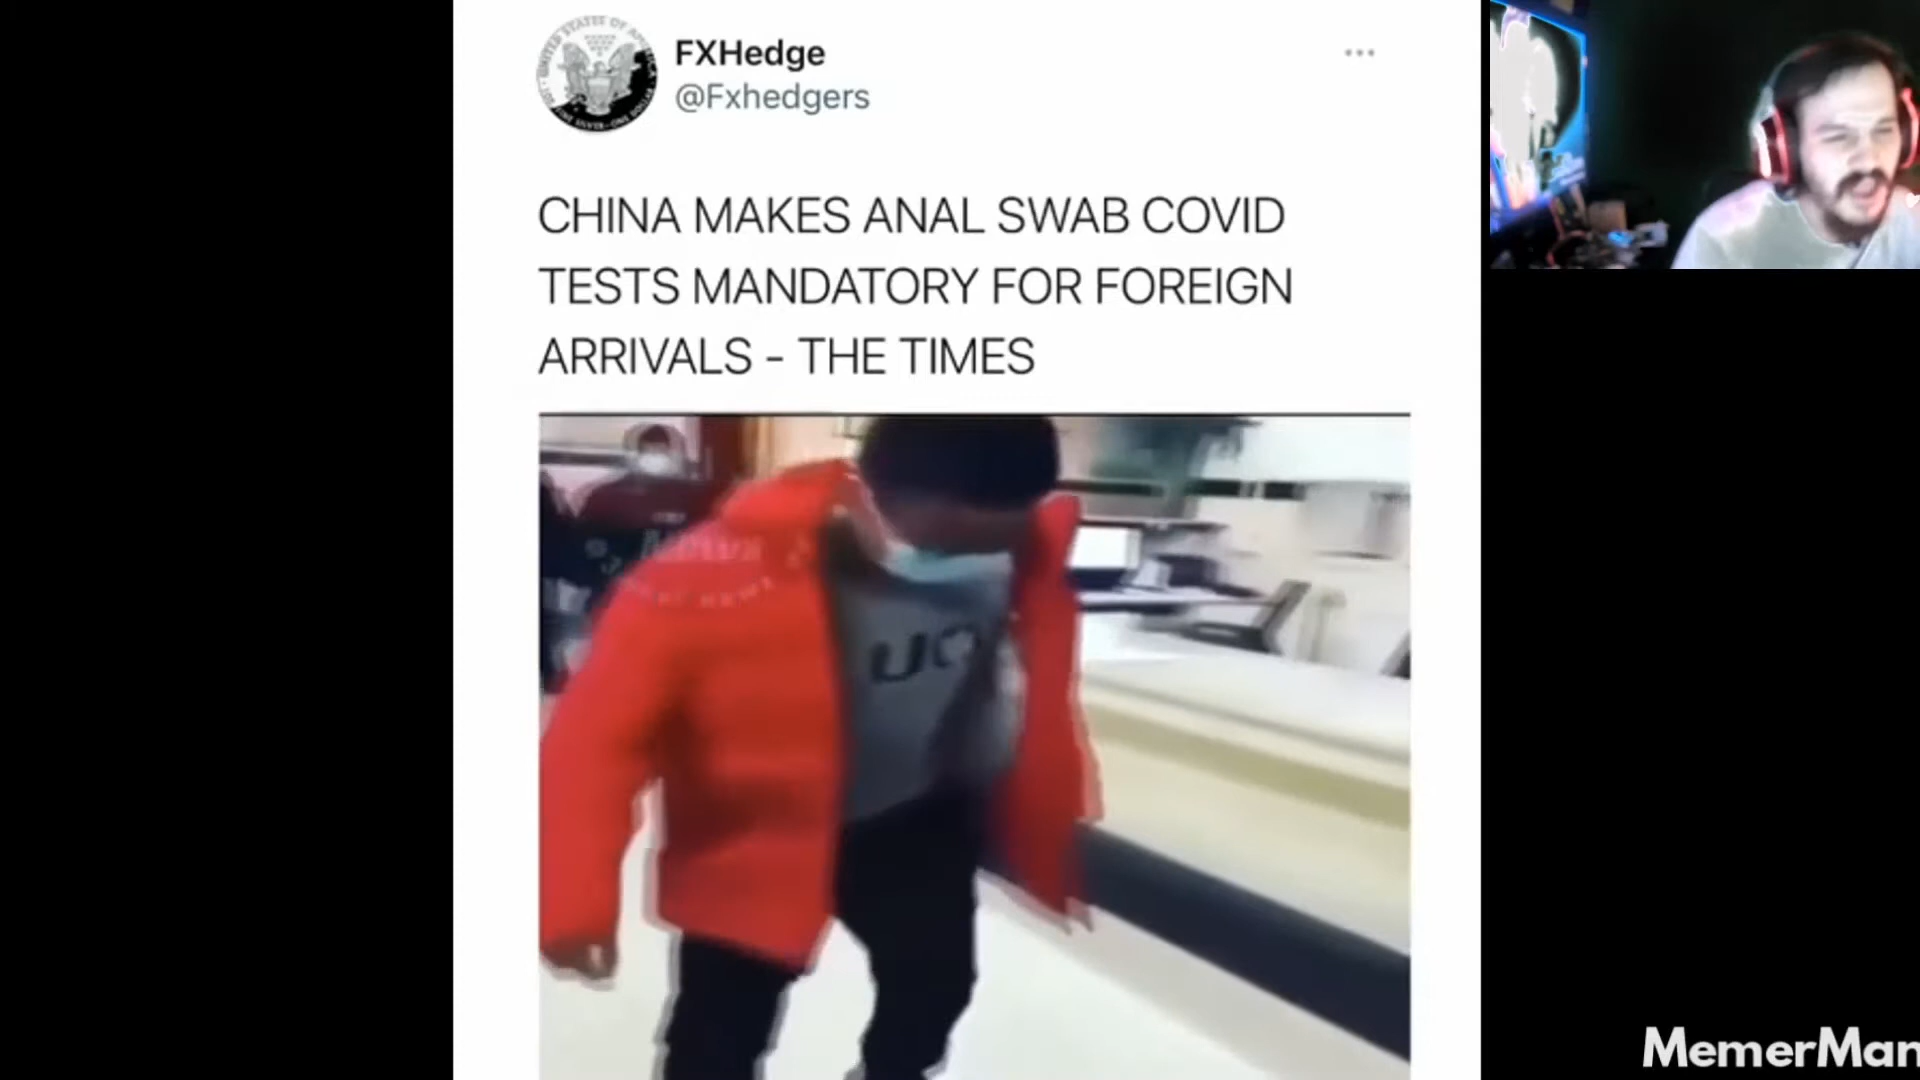 FXHedge
@Fxhedgers
CHINA MAKES ANAL SWAB COVID
TESTS MANDATORY FOR FOREIGN
ARRIVALS - THE TIMES
MemerMan